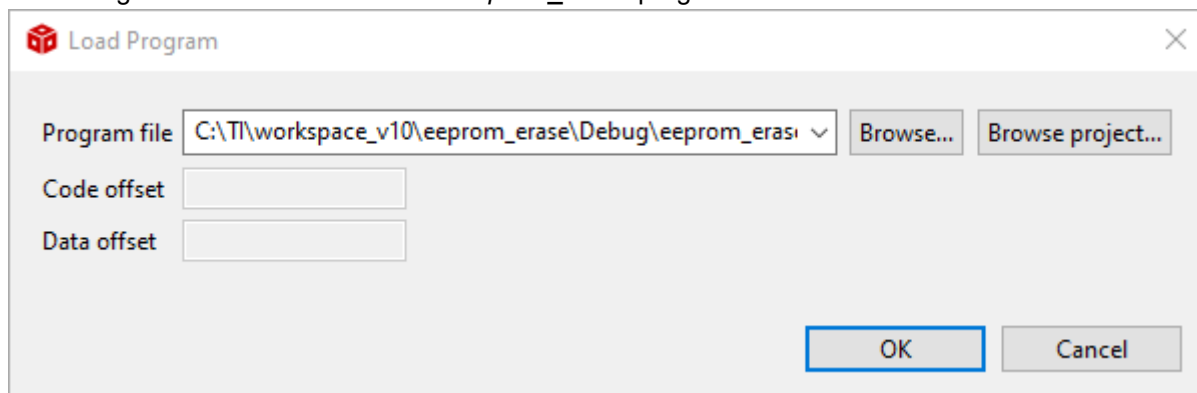 Load Program
Program file C:\TI\workspace_v10\eeprom_erase\Debug\eeprom_eras Browse... Browse project...
Code offset
Data offset
OK Cancel